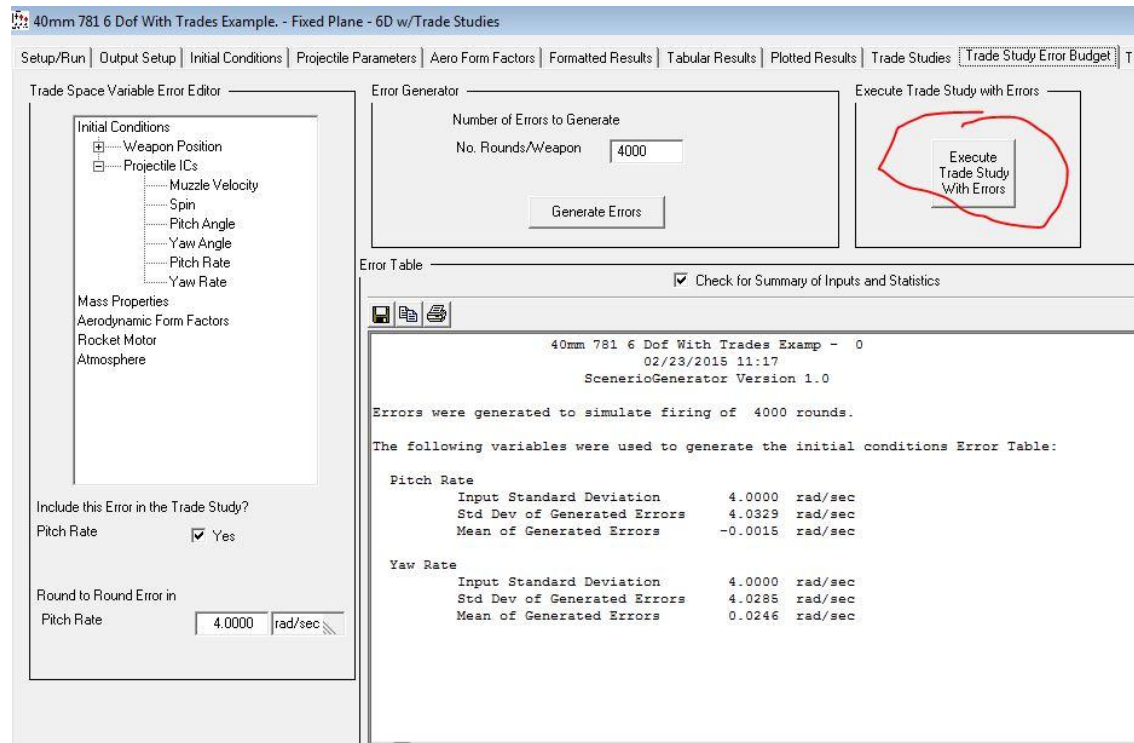 40mm 781 6 Dof With Trades Example. - Fixed Plane - 6D w/Trade Studies
Setup/Run Output Setup Initial Conditions Projectile Parameters Aero Form Factors Formatted Results Tabular Results Plotted Results Trade Studies Trade Study Error Budget T
Trade Space Variable Error Editor
Initial Conditions
Weapon Position
Projectile ICs
Muzzle Velocity
Spin
Pitch Angle
Yaw Angle
Pitch Rate
Yaw Rate
Mass Properties
Aerodynamic Form Factors
Rocket Motor
Atmosphere
Include this Error in the Trade Study?
Pitch Rate Yes
Round to Round Error in
Pitch Rate 4.0000 rad/sec
Error Generator
Number of Errors to Generate
No. Rounds/Weapon 4000
Generate Errors
Execute Trade Study with Errors
Execute
Trade Study
With Errors
Error Table
Check for Summary of Inputs and Statistics
40mm 781 6 Dof With Trades Examp - 0
02/23/2015 11:17
ScenerioGenerator Version 1.0
Errors were generated to simulate firing of 4000 rounds.
The following variables were used to generate the initial conditions Error Table:
Pitch Rate
Input Standard Deviation 4.0000 rad/sec
Std Dev of Generated Errors 4.0329 rad/sec
Mean of Generated Errors -0.0015 rad/sec
Yaw Rate
Input Standard Deviation 4.0000 rad/sec
Std Dev of Generated Errors 4.0285 rad/sec
Mean of Generated Errors 0.0246 rad/sec